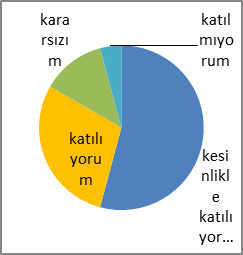 kara
rsızı
m
katıl
mıyo
rum
katılı
yoru
m
kesi
nlikl
e
katılı
yor…